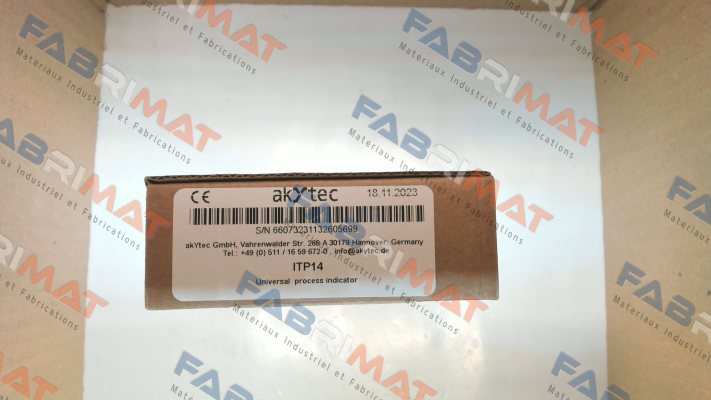 CE akYtec 18.11.2023
S/N 66073231132605699
akYtec GmbH, Vahrenwalder Str. 269 A 30179 Hannover, Germany
Tel.: +49 (0) 511 / 16 59 672-0 , info@akytec.de
ITP14
Universal process indicator
FABRIMAT
Matériaux Industriel et Fabrications